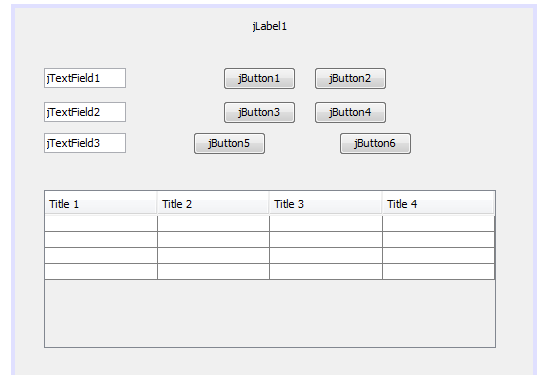 jLabel1
jTextField1 jButton1 jButton2
jTextField2 jButton3 jButton4
jTextField3 jButton5 jButton6
Title 1 Title 2 Title 3 Title 4